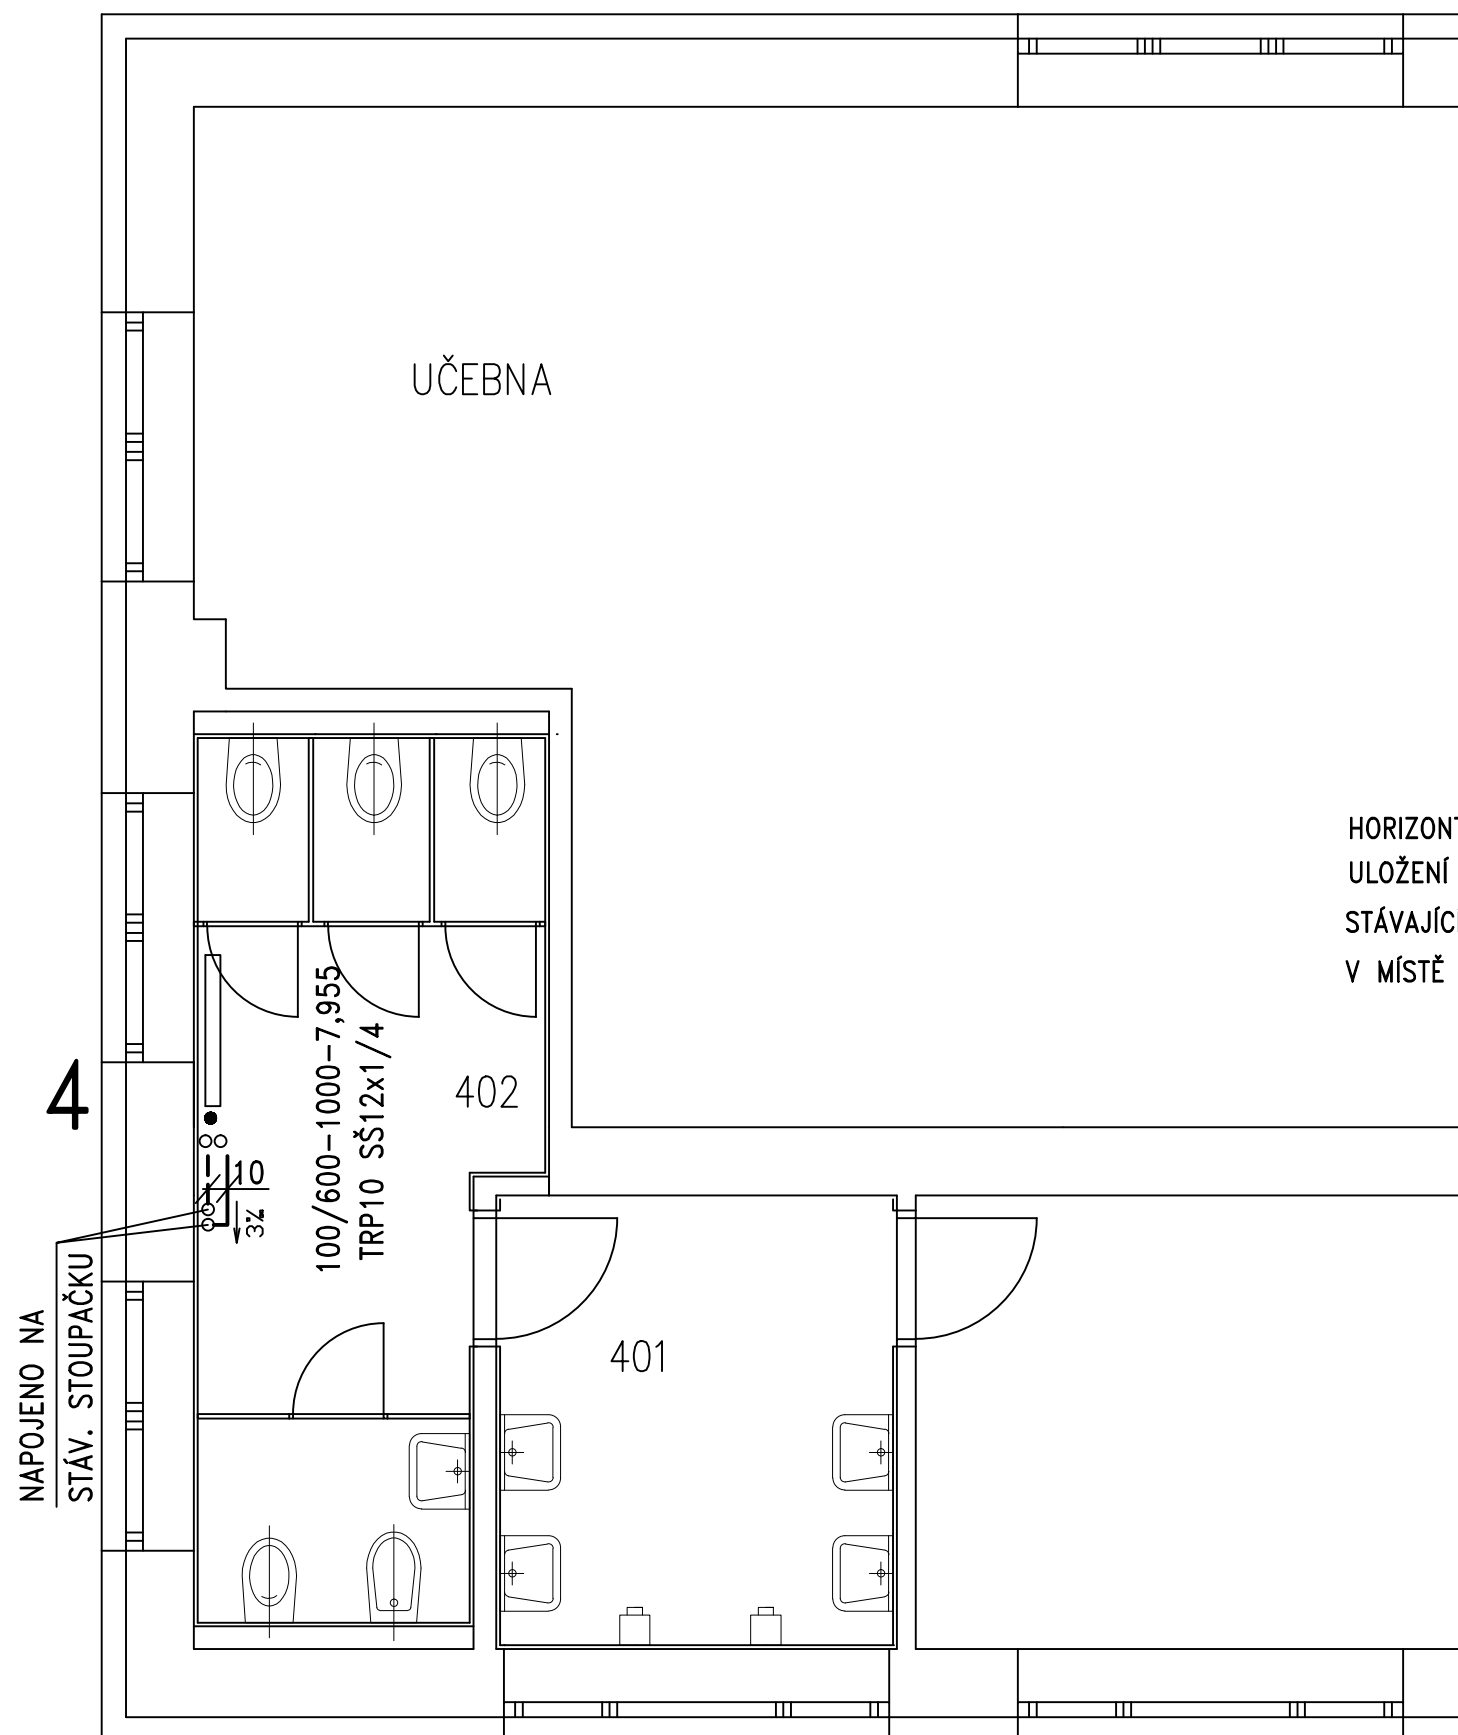 UČEBNA
HORIZONT
ULOŽENÍ
STÁVAJÍCÍ
V MÍSTĚ
4
100/600-1000-7,955
TRP10 SŠ12x1/4
402
10
3%
NAPOJENO NA
STÁV. STOUPAČKU
401